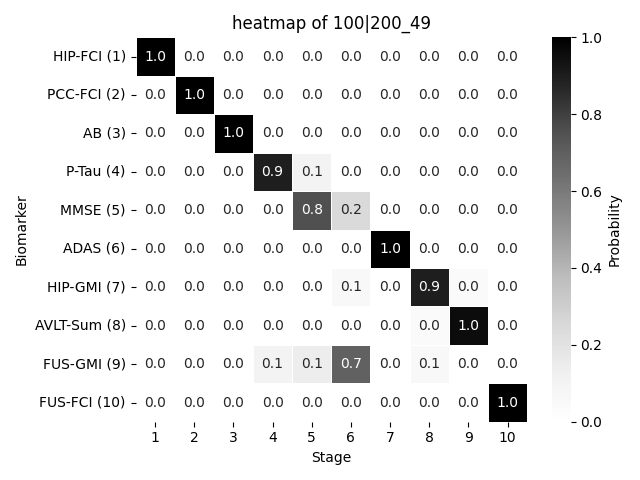 heatmap of 100|200_49
HIP-FCI (1) 1.0 0.0 0.0 0.0 0.0 0.0 0.0 0.0 0.0 0.0
PCC-FCI (2) 0.0 1.0 0.0 0.0 0.0 0.0 0.0 0.0 0.0 0.0
AB (3) 0.0 0.0 1.0 0.0 0.0 0.0 0.0 0.0 0.0 0.0
P-Tau (4) 0.0 0.0 0.0 0.9 0.1 0.0 0.0 0.0 0.0 0.0
MMSE (5) 0.0 0.0 0.0 0.0 0.8 0.2 0.0 0.0 0.0 0.0
ADAS (6) 0.0 0.0 0.0 0.0 0.0 0.0 1.0 0.0 0.0 0.0
HIP-GMI (7) 0.0 0.0 0.0 0.0 0.0 0.1 0.0 0.9 0.0 0.0
AVLT-Sum (8) 0.0 0.0 0.0 0.0 0.0 0.0 0.0 0.0 1.0 0.0
FUS-GMI (9) 0.0 0.0 0.0 0.1 0.1 0.7 0.0 0.1 0.0 0.0
FUS-FCI (10) 0.0 0.0 0.0 0.0 0.0 0.0 0.0 0.0 0.0 1.0
1 2 3 4 5 6 7 8 9 10
Stage
Biomarker
1.0
0.8
0.6
0.4
0.2
0.0
Probability